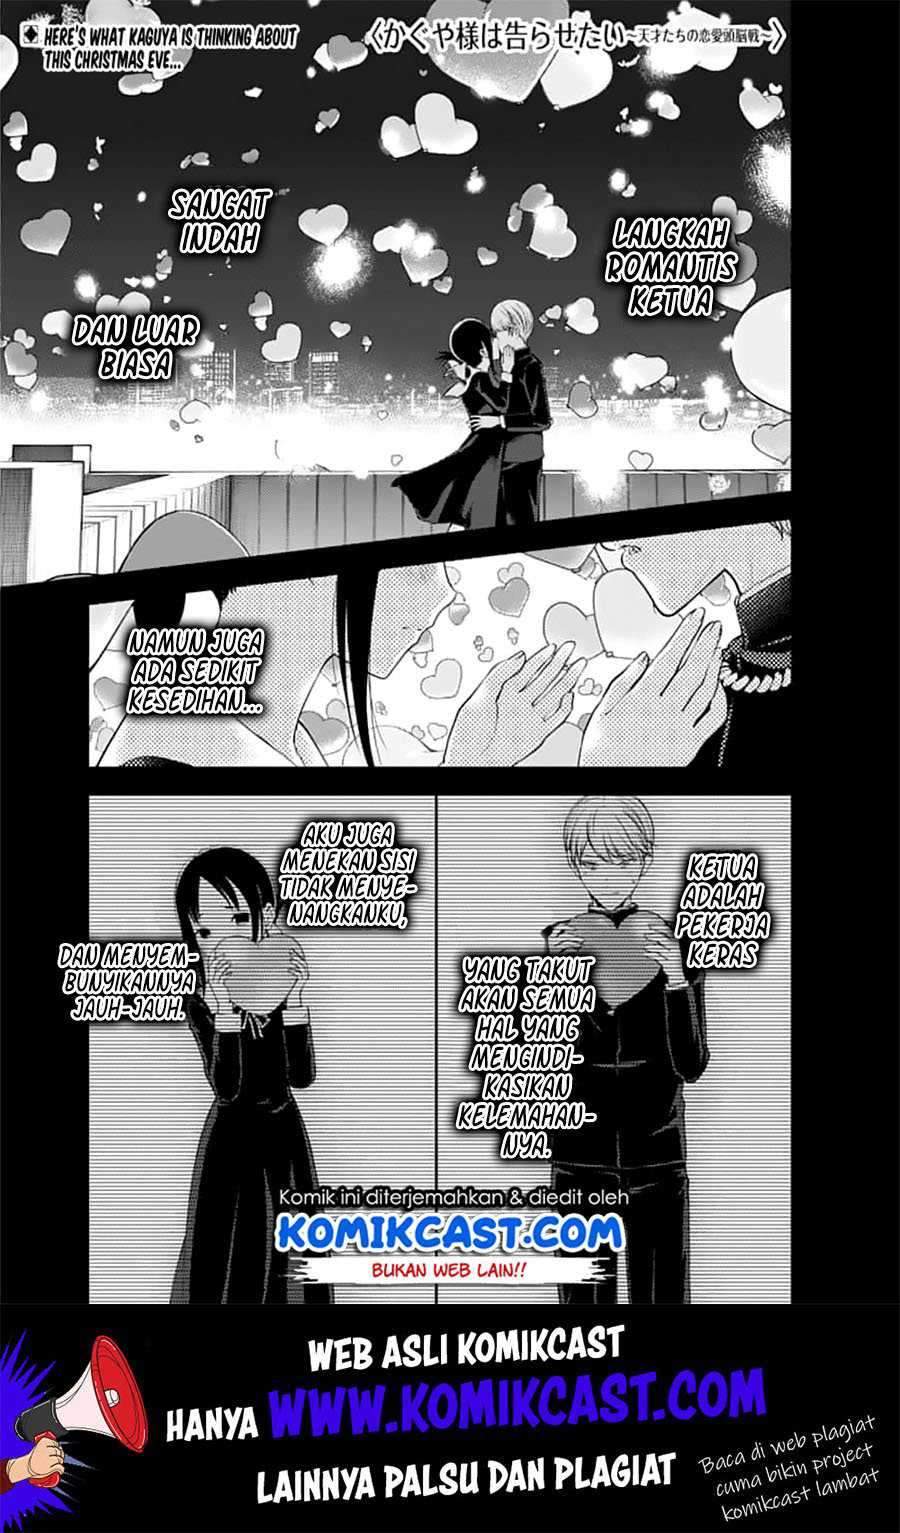 HERE'S WHAT KAGUYA IS THINKING ABOUT
THIS CHRISTMAS EVE...
〈かぐや様は告らせたい~天才たちの恋愛頭脳戦~〉
LANGKAH
ROMANTIS
KETUA
SANGAT
INDAH
DAN LUAR
BIASA
NAMUN JUGA
ADA SEDIKIT
KESEDIHAN...
KETUA
ADALAH
PEKERJA
KERAS
YANG TAKUT
AKAN SEMUA
HAL YANG
MENGINDI-
KASIKAN
KELEMAHAN-
NYA.
AKU JUGA
MENEKAN SISI
TIDAK MENYE-
NANGKANKU,
DAN MENYEM-
BUNYIKANNYA
JAUH-JAUH.
Komik ini diterjemahkan & diedit oleh
KOMIKCAST.COM
BUKAN WEB LAIN!!
WEB ASLI KOMIKCAST
HANYA WWW.KOMIKCAST.COM
LAINNYA PALSU DAN PLAGIAT
Baca di web plagiat
cuma bikin project
komikcast lambat